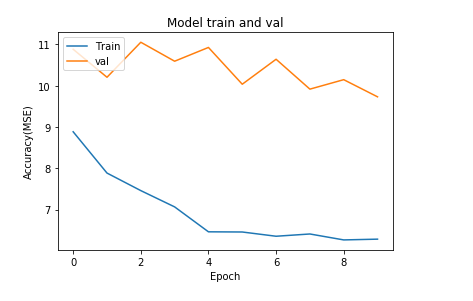 Model train and val
Train
val
Accuracy(MSE)
11
10
9
8
7
0 2 4 6 8
Epoch